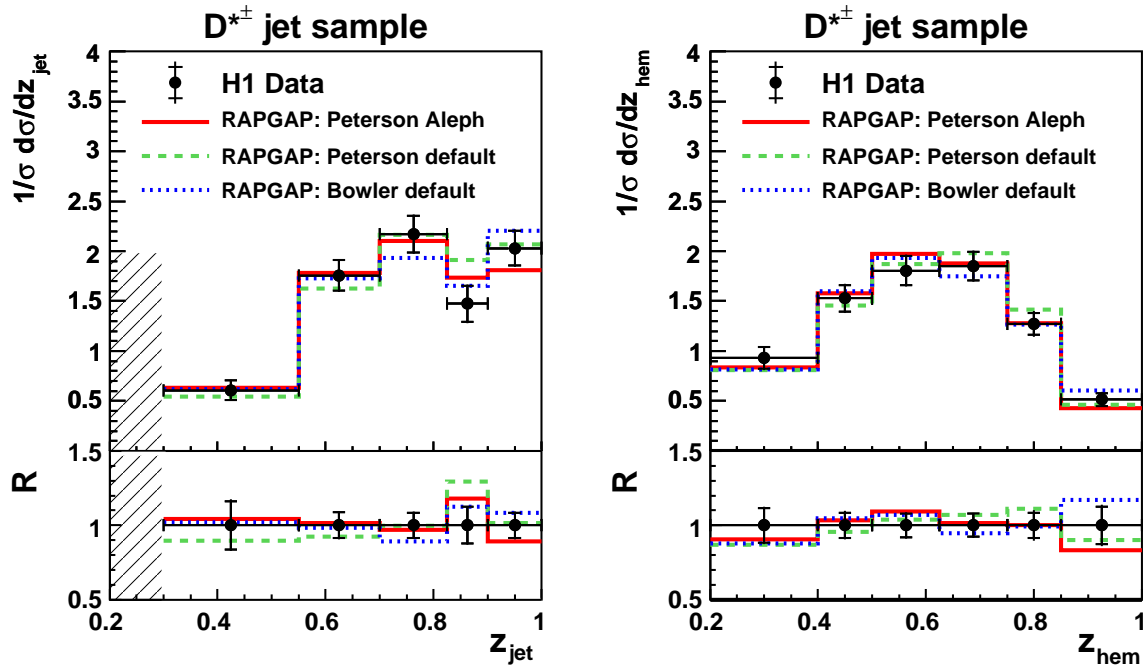 D*± jet sample
1/σ dσ/dz_jet
4
3.5
3
2.5
2
1.5
1
0.5
H1 Data
RAPGAP: Peterson Aleph
RAPGAP: Peterson default
RAPGAP: Bowler default
R
1.5
1
0.5
0.2 0.4 0.6 0.8 1
z_jet
D*± jet sample
1/σ dσ/dz_hem
4
3.5
3
2.5
2
1.5
1
0.5
H1 Data
RAPGAP: Peterson Aleph
RAPGAP: Peterson default
RAPGAP: Bowler default
R
1.5
1
0.5
0.2 0.4 0.6 0.8 1
z_hem